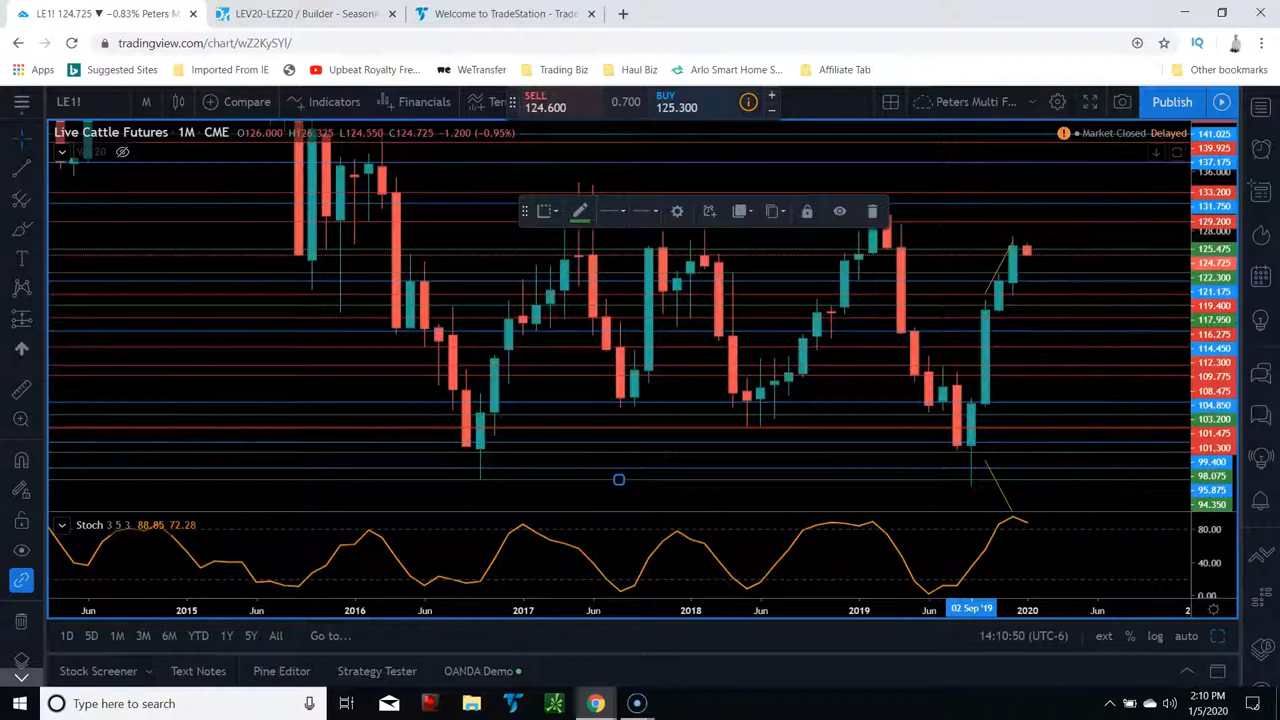 LE1! 124.725 ▼ −0.83% Peters M
LEV20-LEZ20 / Builder - Season
Welcome to TradeStation - Trade
tradingview.com/chart/wZ2KySYl/
Apps
Suggested Sites
Imported From IE
Upbeat Royalty Fre...
WeTransfer
Trading Biz
Haul Biz
Arlo Smart Home S...
Affiliate Tab
Other bookmarks
LE1!
M
Compare
Indicators
Financials
Ten
SELL
124.600
0.700
BUY
125.300
Peters Multi F...
Publish
Live Cattle Futures · 1M · CME O126.000 H126.325 L124.550 C124.725 −1.200 (−0.95%)
Market Closed Delayed
141.025
139.925
137.175
136.000
133.200
131.750
129.200
128.000
125.475
124.725
122.300
121.175
119.400
117.950
116.275
114.450
112.300
109.775
108.475
104.850
103.200
101.475
101.300
99.400
98.075
95.875
94.350
Stoch 3 5 3 88.85 72.28
80.00
40.00
0.00
Jun
2015
Jun
2016
Jun
2017
Jun
2018
Jun
2019
Jun
02 Sep '19
2020
Jun
2
1D
5D
1M
3M
6M
YTD
1Y
5Y
All
Go to...
14:10:50 (UTC-6)
ext
%
log
auto
Stock Screener
Text Notes
Pine Editor
Strategy Tester
OANDA Demo
Type here to search
2:10 PM
1/5/2020